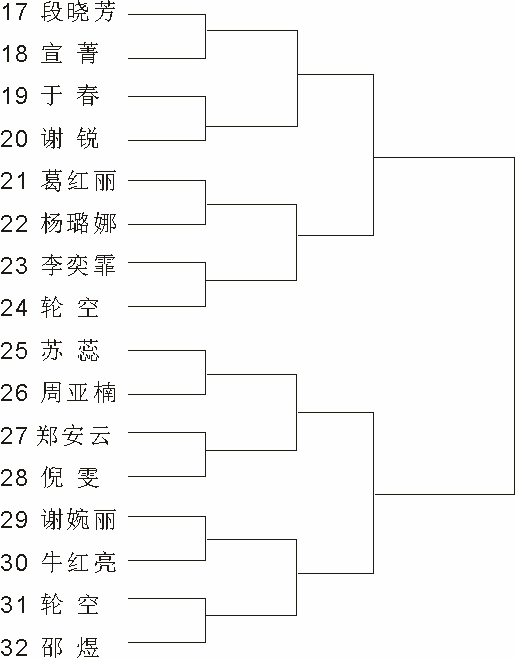 17 段晓芳
18 宣 菁
19 于 春
20 谢 锐
21 葛红丽
22 杨璐娜
23 李奕霏
24 轮 空
25 苏 蕊
26 周亚楠
27 郑安云
28 倪 雯
29 谢婉丽
30 牛红亮
31 轮 空
32 邵 煜